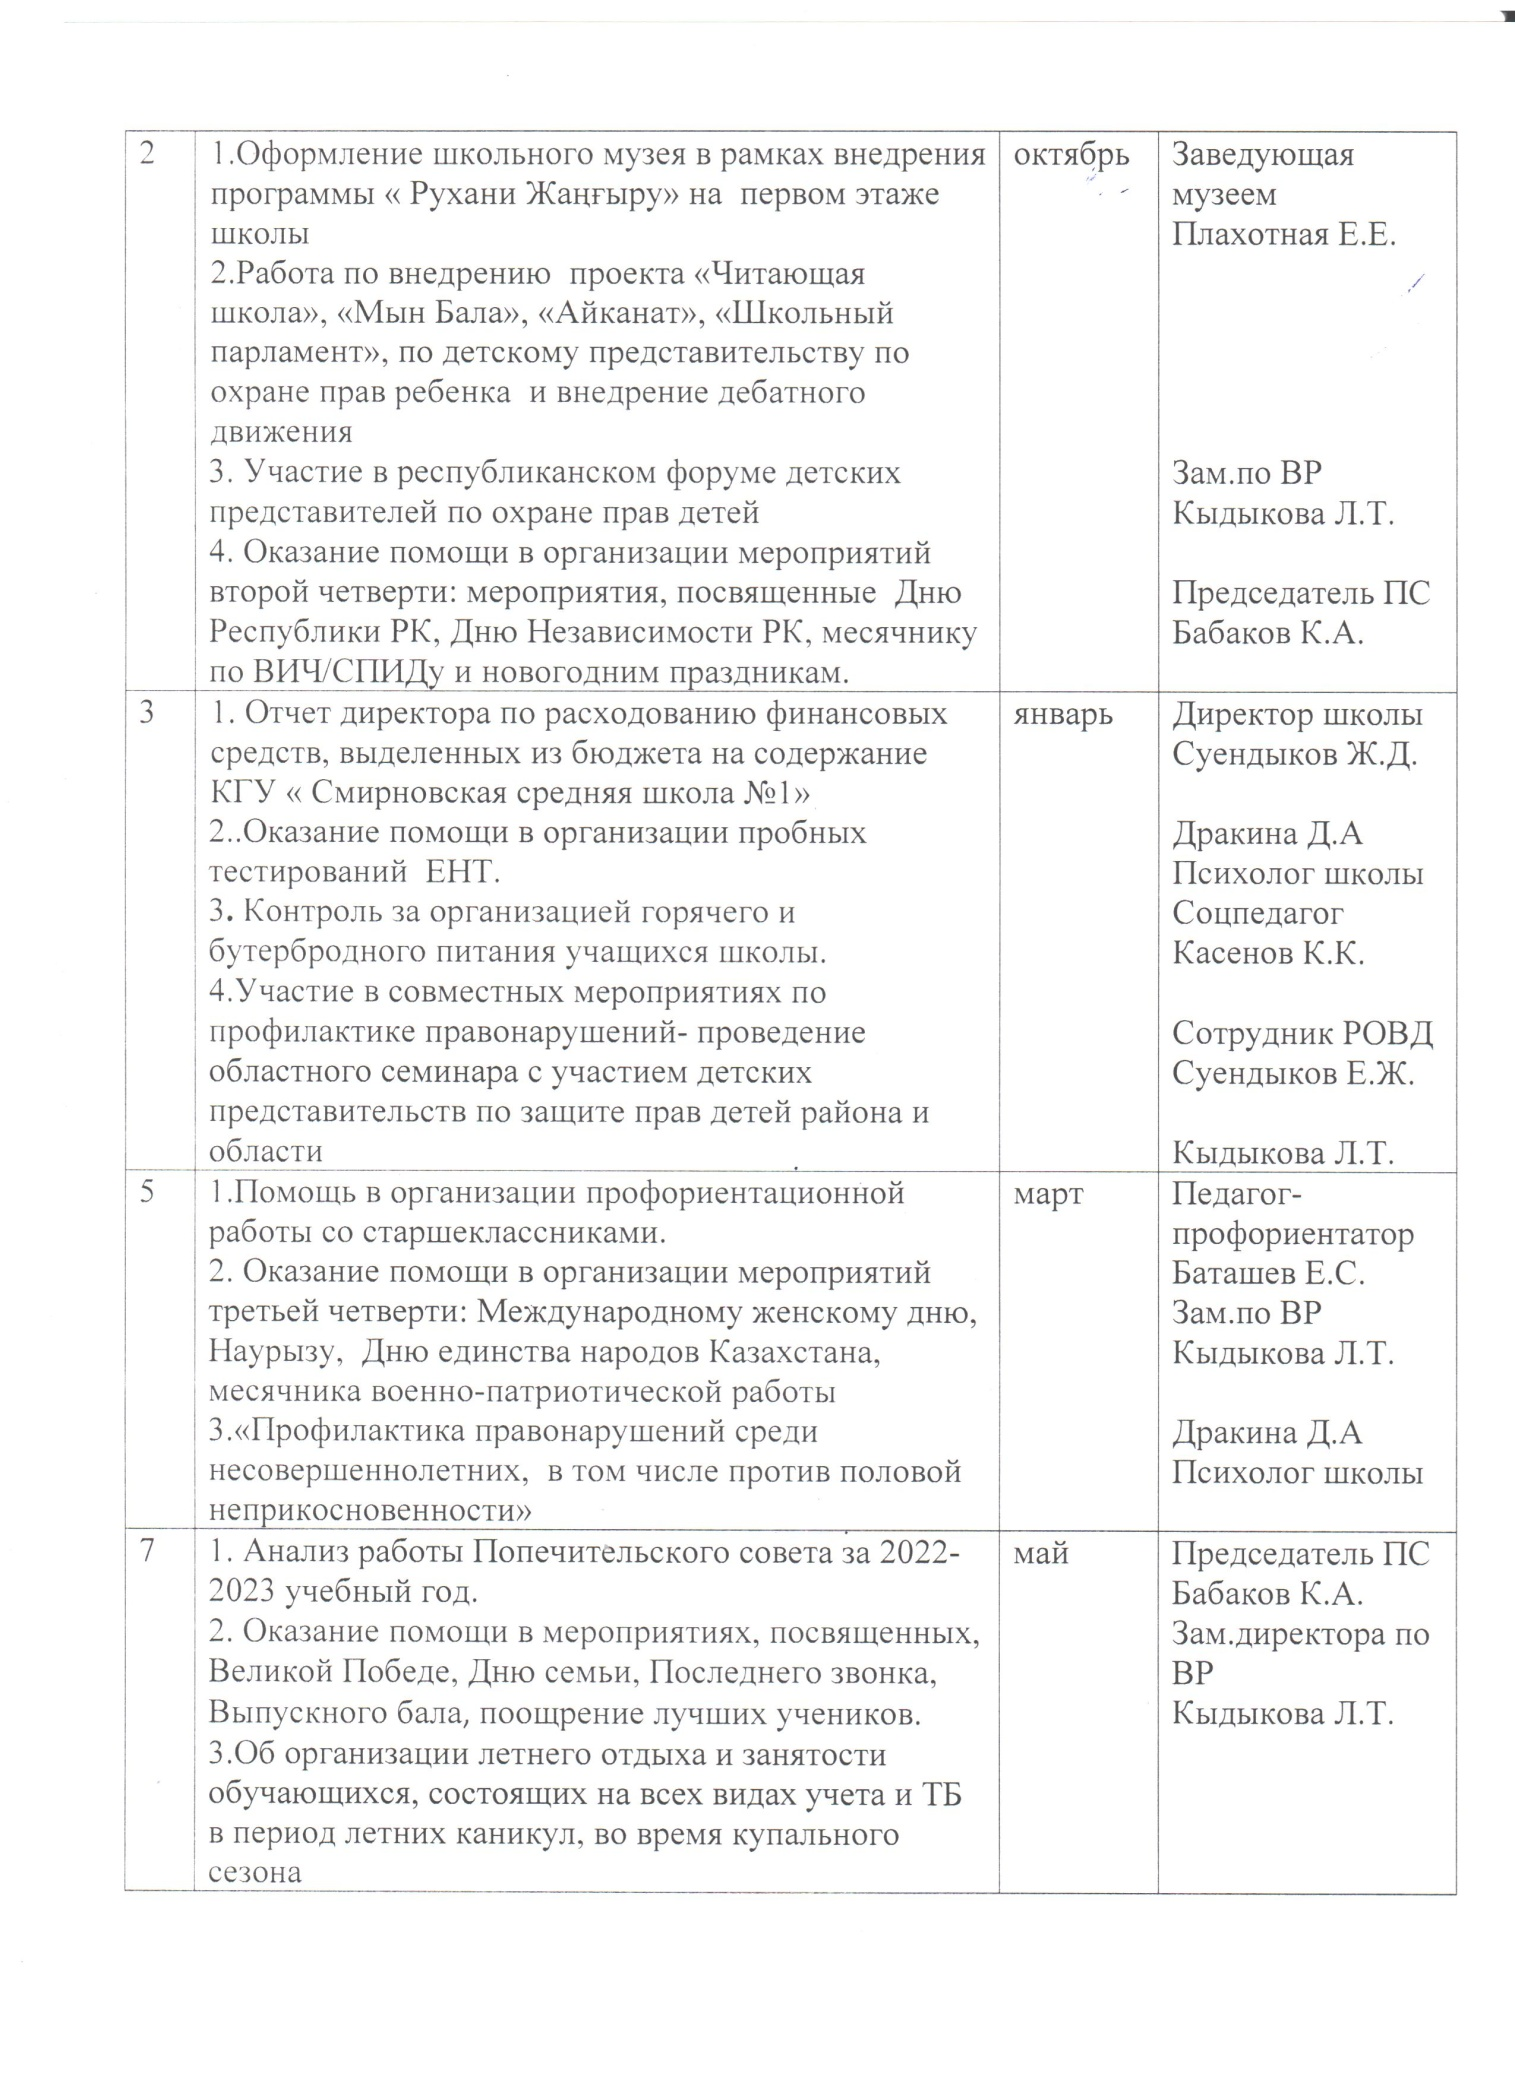 2
1.Оформление школьного музея в рамках внедрения
программы « Рухани Жаңғыру» на  первом этаже
школы
2.Работа по внедрению  проекта «Читающая
школа», «Мын Бала», «Айканат», «Школьный
парламент», по детскому представительству по
охране прав ребенка  и внедрение дебатного
движения
3. Участие в республиканском форуме детских
представителей по охране прав детей
4. Оказание помощи в организации мероприятий
второй четверти: мероприятия, посвященные  Дню
Республики РК, Дню Независимости РК, месячнику
по ВИЧ/СПИДу и новогодним праздникам.
октябрь
Заведующая
музеем
Плахотная Е.Е.
Зам.по ВР
Кыдыкова Л.Т.
Председатель ПС
Бабаков К.А.
3
1. Отчет директора по расходованию финансовых
средств, выделенных из бюджета на содержание
КГУ « Смирновская средняя школа №1»
2..Оказание помощи в организации пробных
тестирований  ЕНТ.
3. Контроль за организацией горячего и
бутербродного питания учащихся школы.
4.Участие в совместных мероприятиях по
профилактике правонарушений- проведение
областного семинара с участием детских
представительств по защите прав детей района и
области
январь
Директор школы
Суендыков Ж.Д.
Дракина Д.А
Психолог школы
Соцпедагог
Касенов К.К.
Сотрудник РОВД
Суендыков Е.Ж.
Кыдыкова Л.Т.
5
1.Помощь в организации профориентационной
работы со старшеклассниками.
2. Оказание помощи в организации мероприятий
третьей четверти: Международному женскому дню,
Наурызу,  Дню единства народов Казахстана,
месячника военно-патриотической работы
3.«Профилактика правонарушений среди
несовершеннолетних,  в том числе против половой
неприкосновенности»
март
Педагог-
профориентатор
Баташев Е.С.
Зам.по ВР
Кыдыкова Л.Т.
Дракина Д.А
Психолог школы
7
1. Анализ работы Попечительского совета за 2022-
2023 учебный год.
2. Оказание помощи в мероприятиях, посвященных,
Великой Победе, Дню семьи, Последнего звонка,
Выпускного бала, поощрение лучших учеников.
3.Об организации летнего отдыха и занятости
обучающихся, состоящих на всех видах учета и ТБ
в период летних каникул, во время купального
сезона
май
Председатель ПС
Бабаков К.А.
Зам.директора по
ВР
Кыдыкова Л.Т.